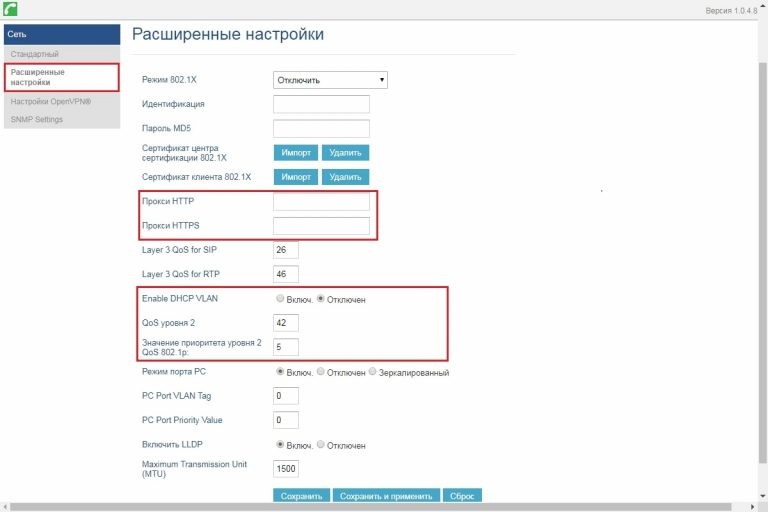 Версия 1.0.4.8
Сеть
Стандартный
Расширенные
настройки
Настройки OpenVPN®
SNMP Settings
Расширенные настройки
Режим 802.1X Отключить
Идентификация
Пароль MD5
Сертификат центра
сертификации 802.1X Импорт Удалить
Сертификат клиента 802.1X Импорт Удалить
Прокси HTTP
Прокси HTTPS
Layer 3 QoS for SIP 26
Layer 3 QoS for RTP 46
Enable DHCP VLAN Включ. Отключен
QoS уровня 2 42
Значение приоритета уровня 2
QoS 802.1p: 5
Режим порта PC Включ. Отключен Зеркалированный
PC Port VLAN Tag 0
PC Port Priority Value 0
Включить LLDP Включ. Отключен
Maximum Transmission Unit
(MTU) 1500
Сохранить Сохранить и применить Сброс